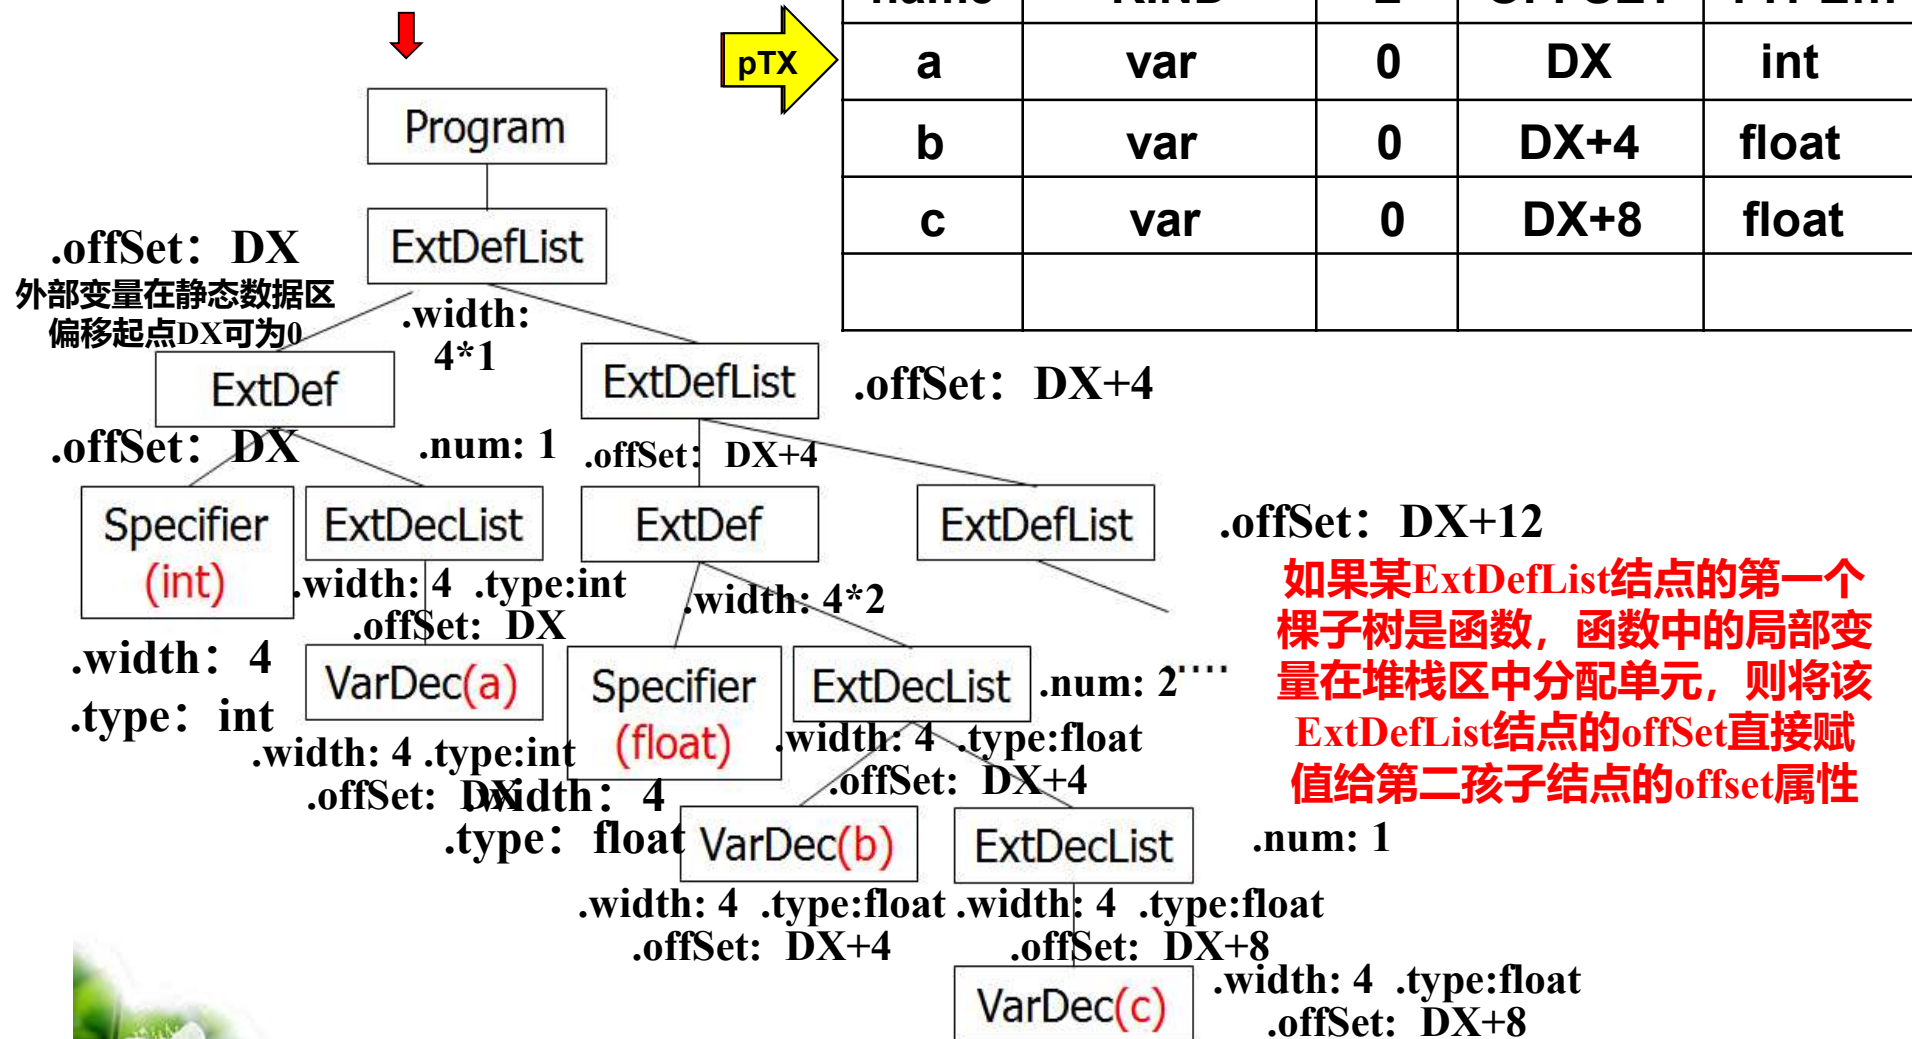 name KIND L OFFSET TYPE...
pTX
a var 0 DX int
b var 0 DX+4 float
c var 0 DX+8 float
Program
.offSet：DX
ExtDefList
外部变量在静态数据区
偏移起点DX可为0
.width:
4*1
ExtDef
ExtDefList
.offSet：DX+4
.offSet：DX
.num: 1
.offSet：DX+4
Specifier
(int)
ExtDecList
ExtDef
ExtDefList
.offSet：DX+12
.width: 4 .type:int
.offSet: DX
.width: 4*2
如果某ExtDefList结点的第一个
棵子树是函数，函数中的局部变
量在堆栈区中分配单元，则将该
ExtDefList结点的offSet直接赋
值给第二孩子结点的offset属性
.width：4
.type：int
VarDec(a)
Specifier
(float)
ExtDecList
.num: 2
.....
.width: 4 .type:int
.offSet: DX
.width: 4 .type:float
.offSet: DX+4
.width：4
.type：float
VarDec(b)
ExtDecList
.num: 1
.width: 4 .type:float
.offSet: DX+4
.width: 4 .type:float
.offSet: DX+8
VarDec(c)
.width: 4 .type:float
.offSet: DX+8